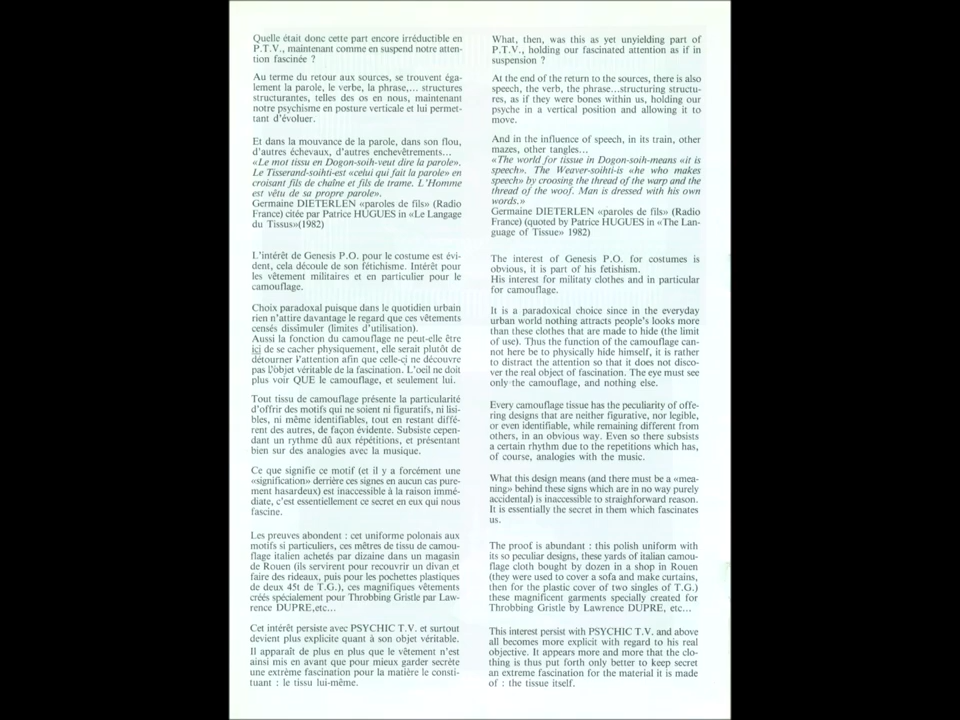 Quelle était donc cette part encore irréductible en
P.T.V., maintenant comme en suspend notre atten-
tion fascinée ?
Au terme du retour aux sources, se trouvent éga-
lement la parole, le verbe, la phrase,... structures
structurantes, telles des os en nous, maintenant
notre psychisme en posture verticale et lui permet-
tant d'évoluer.
Et dans la mouvance de la parole, dans son flou,
d'autres échevaux, d'autres enchevêtrements...
«Le mot tissu en Dogon-soih-veut dire la parole».
Le Tisserand-soihti-est «celui qui fait la parole» en
croisant fils de chaîne et fils de trame. L'Homme
est vêtu de sa propre parole».
Germaine DIETERLEN «paroles de fils» (Radio
France) citée par Patrice HUGUES in «Le Langage
du Tissus»(1982)
L'intérêt de Genesis P.O. pour le costume est évi-
dent, cela découle de son fétichisme. Intérêt pour
les vêtement militaires et en particulier pour le
camouflage.
Choix paradoxal puisque dans le quotidien urbain
rien n'attire davantage le regard que ces vêtements
censés dissimuler (limites d'utilisation).
Aussi la fonction du camouflage ne peut-elle être
ici de se cacher physiquement, elle serait plutôt de
détourner l'attention afin que celle-ci ne découvre
pas l'objet véritable de la fascination. L'oeil ne doit
plus voir QUE le camouflage, et seulement lui.
Tout tissu de camouflage présente la particularité
d'offrir des motifs qui ne soient ni figuratifs, ni lisi-
bles, ni même identifiables, tout en restant diffé-
rent des autres, de façon évidente. Subsiste cepen-
dant un rythme dû aux répétitions, et présentant
bien sur des analogies avec la musique.
Ce que signifie ce motif (et il y a forcément une
«signification» derrière ces signes en aucun cas pure-
ment hasardeux) est inaccessible à la raison immé-
diate, c'est essentiellement ce secret en eux qui nous
fascine.
Les preuves abondent : cet uniforme polonais aux
motifs si particuliers, ces mètres de tissu de camou-
flage italien achetés par dizaine dans un magasin
de Rouen (ils servirent pour recouvrir un divan et
faire des rideaux, puis pour les pochettes plastiques
de deux 45t de T.G.), ces magnifiques vêtements
créés spécialement pour Throbbing Gristle par Law-
rence DUPRE,etc...
Cet intérêt persiste avec PSYCHIC T.V. et surtout
devient plus explicite quant à son objet véritable.
Il apparaît de plus en plus que le vêtement n'est
ainsi mis en avant que pour mieux garder secrète
une extrême fascination pour la matière le consti-
tuant : le tissu lui-même.
What, then, was this as yet unyielding part of
P.T.V., holding our fascinated attention as if in
suspension ?
At the end of the return to the sources, there is also
speech, the verb, the phrase...structuring structu-
res, as if they were bones within us, holding our
psyche in a vertical position and allowing it to
move.
And in the influence of speech, in its train, other
mazes, other tangles...
«The world for tissue in Dogon-soih-means «it is
speech». The Weaver-soihti-is «he who makes
speech» by croosing the thread of the warp and the
thread of the woof. Man is dressed with his own
words.»
Germaine DIETERLEN «paroles de fils» (Radio
France) (quoted by Patrice HUGUES in «The Lan-
guage of Tissue» 1982)
The interest of Genesis P.O. for costumes is
obvious, it is part of his fetishism.
His interest for militaty clothes and in particular
for camouflage.
It is a paradoxical choice since in the everyday
urban world nothing attracts people's looks more
than these clothes that are made to hide (the limit
of use). Thus the function of the camouflage can-
not here be to physically hide himself, it is rather
to distract the attention so that it does not disco-
ver the real object of fascination. The eye must see
only the camouflage, and nothing else.
Every camouflage tissue has the peculiarity of offe-
ring designs that are neither figurative, nor legible,
or even identifiable, while remaining different from
others, in an obvious way. Even so there subsists
a certain rhythm due to the repetitions which has,
of course, analogies with the music.
What this design means (and there must be a «mea-
ning» behind these signs which are in no way purely
accidental) is inaccessible to straighforward reason.
It is essentially the secret in them which fascinates
us.
The proof is abundant : this polish uniform with
its so peculiar designs, these yards of italian camou-
flage cloth bought by dozen in a shop in Rouen
(they were used to cover a sofa and make curtains,
then for the plastic cover of two singles of T.G.)
these magnificent garments specially created for
Throbbing Gristle by Lawrence DUPRE, etc...
This interest persist with PSYCHIC T.V. and above
all becomes more explicit with regard to his real
objective. It appears more and more that the clo-
thing is thus put forth only better to keep secret
an extreme fascination for the material it is made
of : the tissue itself.